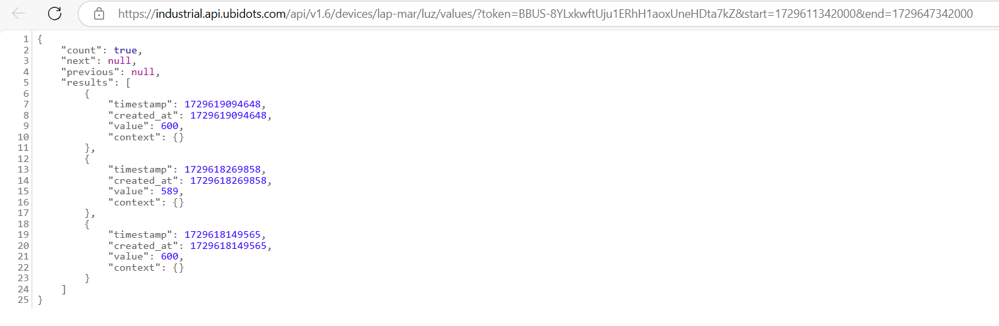 https://industrial.api.ubidots.com/api/v1.6/devices/lap-mar/luz/values/?token=BBUS-8YLxkwftUju1ERhH1aoxUneHDta7kZ&start=1729611342000&end=1729647342000
1 {
2 "count": true,
3 "next": null,
4 "previous": null,
5 "results": [
6 {
7 "timestamp": 1729619094648,
8 "created_at": 1729619094648,
9 "value": 600,
10 "context": {}
11 },
12 {
13 "timestamp": 1729618269858,
14 "created_at": 1729618269858,
15 "value": 589,
16 "context": {}
17 },
18 {
19 "timestamp": 1729618149565,
20 "created_at": 1729618149565,
21 "value": 600,
22 "context": {}
23 }
24 ]
25 }